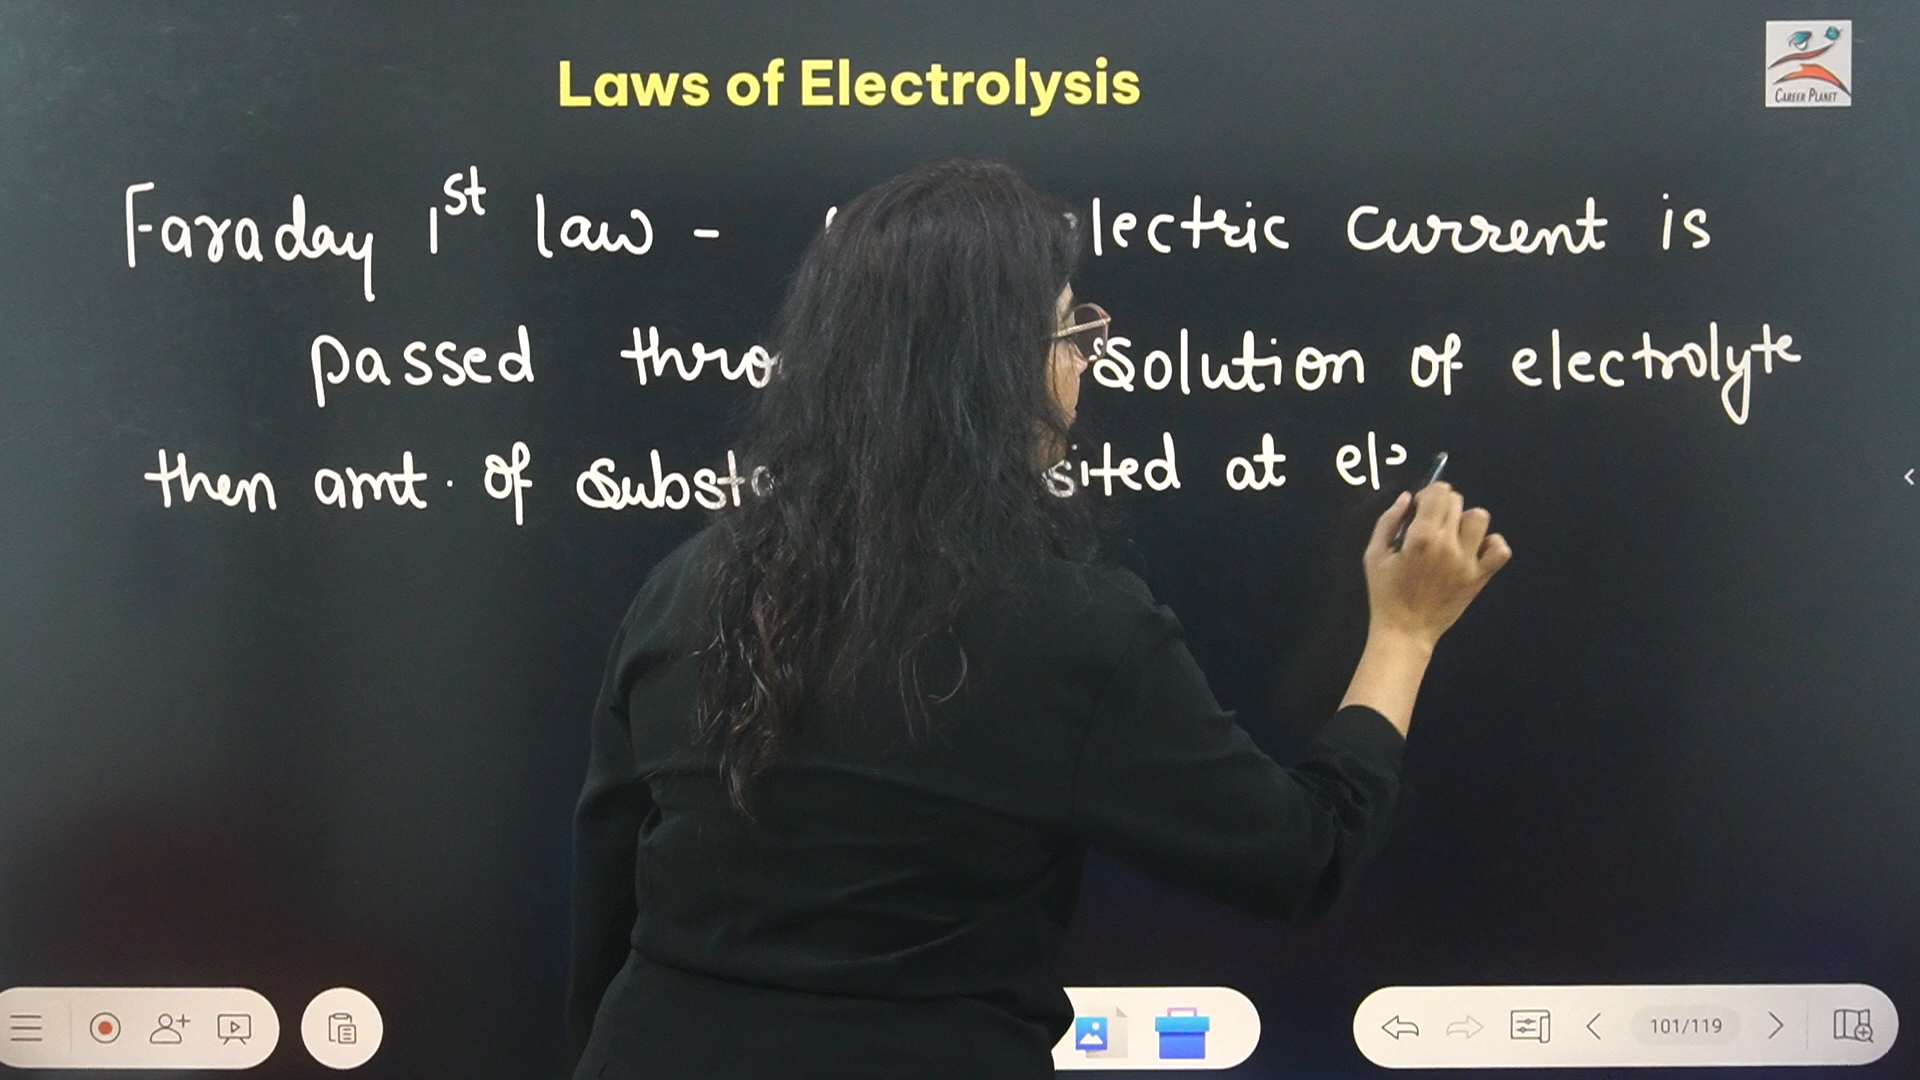 Laws of Electrolysis
CAREER PLANET
Faraday 1st law - lectric current is
passed thro solution of electrolyte
then amt. of subst sited at el
101/119